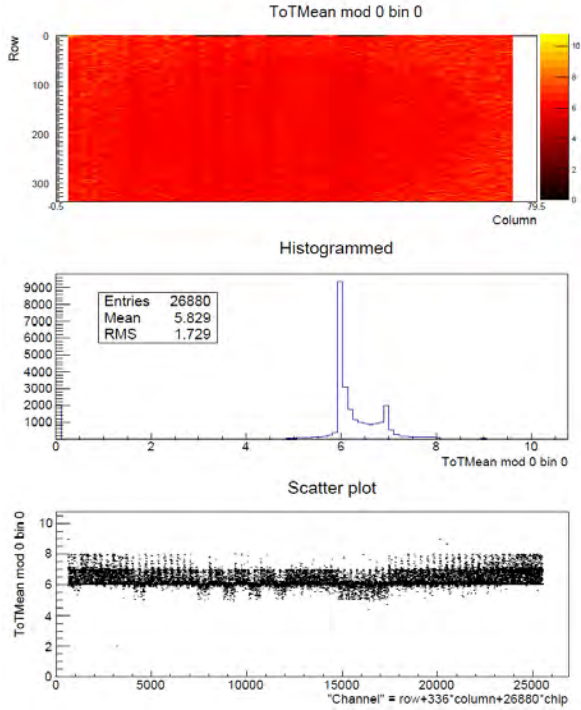 ToTMean mod 0 bin 0
Row
0
100
200
300
-0.5
79.5
Column
10
8
6
4
2
0
Histogrammed
9000
8000
7000
6000
5000
4000
3000
2000
1000
Entries 26880
Mean 5.829
RMS 1.729
0 2 4 6 8 10
ToTMean mod 0 bin 0
Scatter plot
ToTMean mod 0 bin 0
10
8
6
4
2
0
0 5000 10000 15000 20000 25000
"Channel" = row+336*column+26880*chip